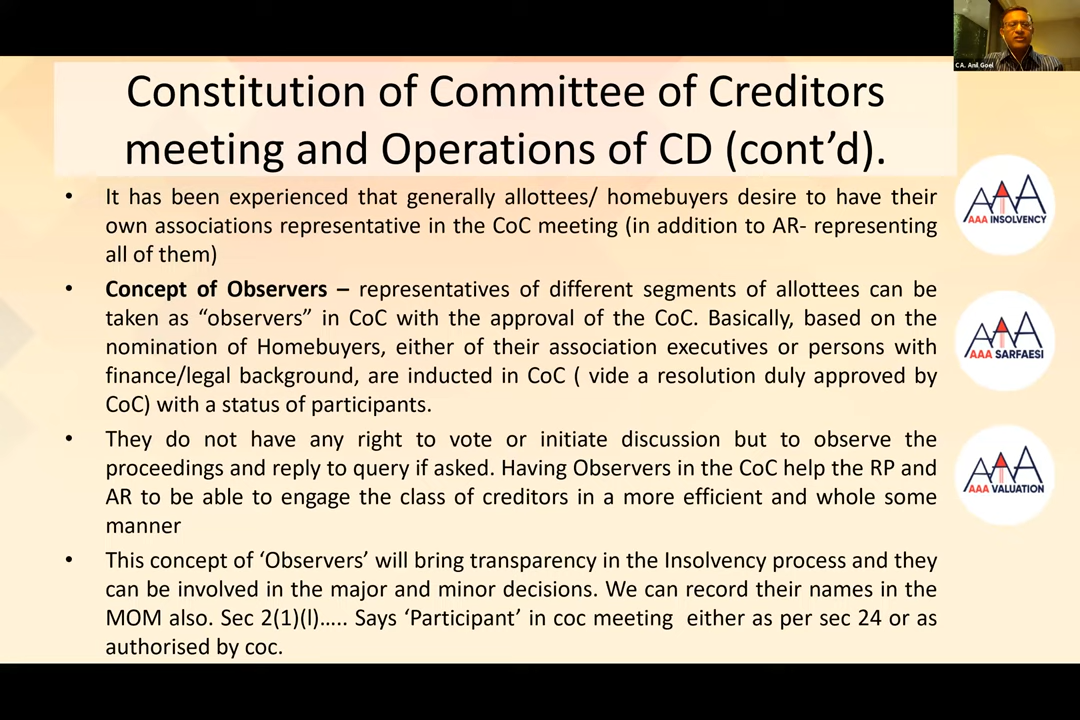 C A. Anil Goel
Constitution of Committee of Creditors
meeting and Operations of CD (cont’d).
• It has been experienced that generally allottees/ homebuyers desire to have their
own associations representative in the CoC meeting (in addition to AR- representing
all of them)
• Concept of Observers – representatives of different segments of allottees can be
taken as “observers” in CoC with the approval of the CoC. Basically, based on the
nomination of Homebuyers, either of their association executives or persons with
finance/legal background, are inducted in CoC ( vide a resolution duly approved by
CoC) with a status of participants.
• They do not have any right to vote or initiate discussion but to observe the
proceedings and reply to query if asked. Having Observers in the CoC help the RP and
AR to be able to engage the class of creditors in a more efficient and whole some
manner
• This concept of ‘Observers’ will bring transparency in the Insolvency process and they
can be involved in the major and minor decisions. We can record their names in the
MOM also. Sec 2(1)(l)….. Says ‘Participant’ in coc meeting either as per sec 24 or as
authorised by coc.
AAA
AAA INSOLVENCY
AAA
AAA SARFAESI
AAA
AAA VALUATION